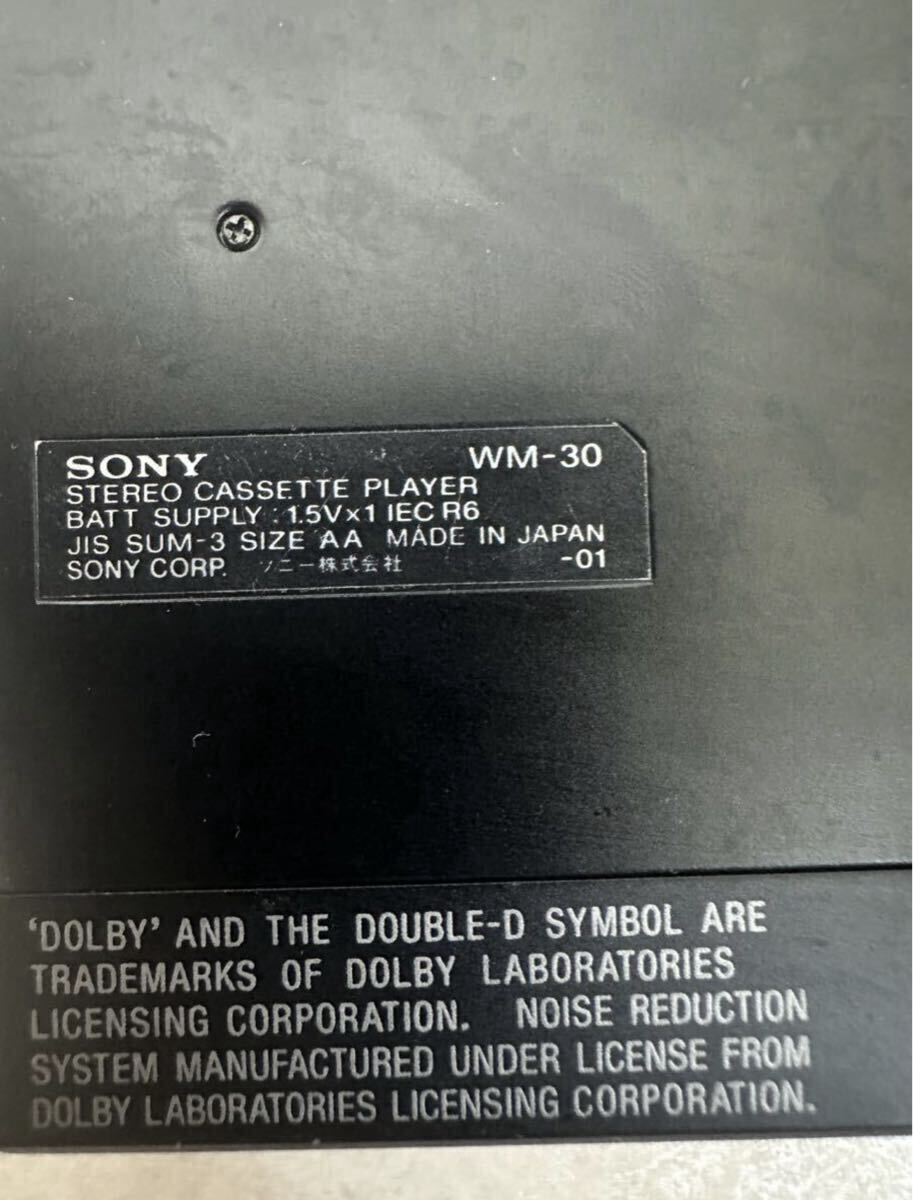 SONY WM-30
STEREO CASSETTE PLAYER
BATT SUPPLY : 1.5V×1 IEC R6
JIS SUM-3 SIZE AA MADE IN JAPAN
SONY CORP. ソニー株式会社 -01
'DOLBY' AND THE DOUBLE-D SYMBOL ARE
TRADEMARKS OF DOLBY LABORATORIES
LICENSING CORPORATION. NOISE REDUCTION
SYSTEM MANUFACTURED UNDER LICENSE FROM
DOLBY LABORATORIES LICENSING CORPORATION.